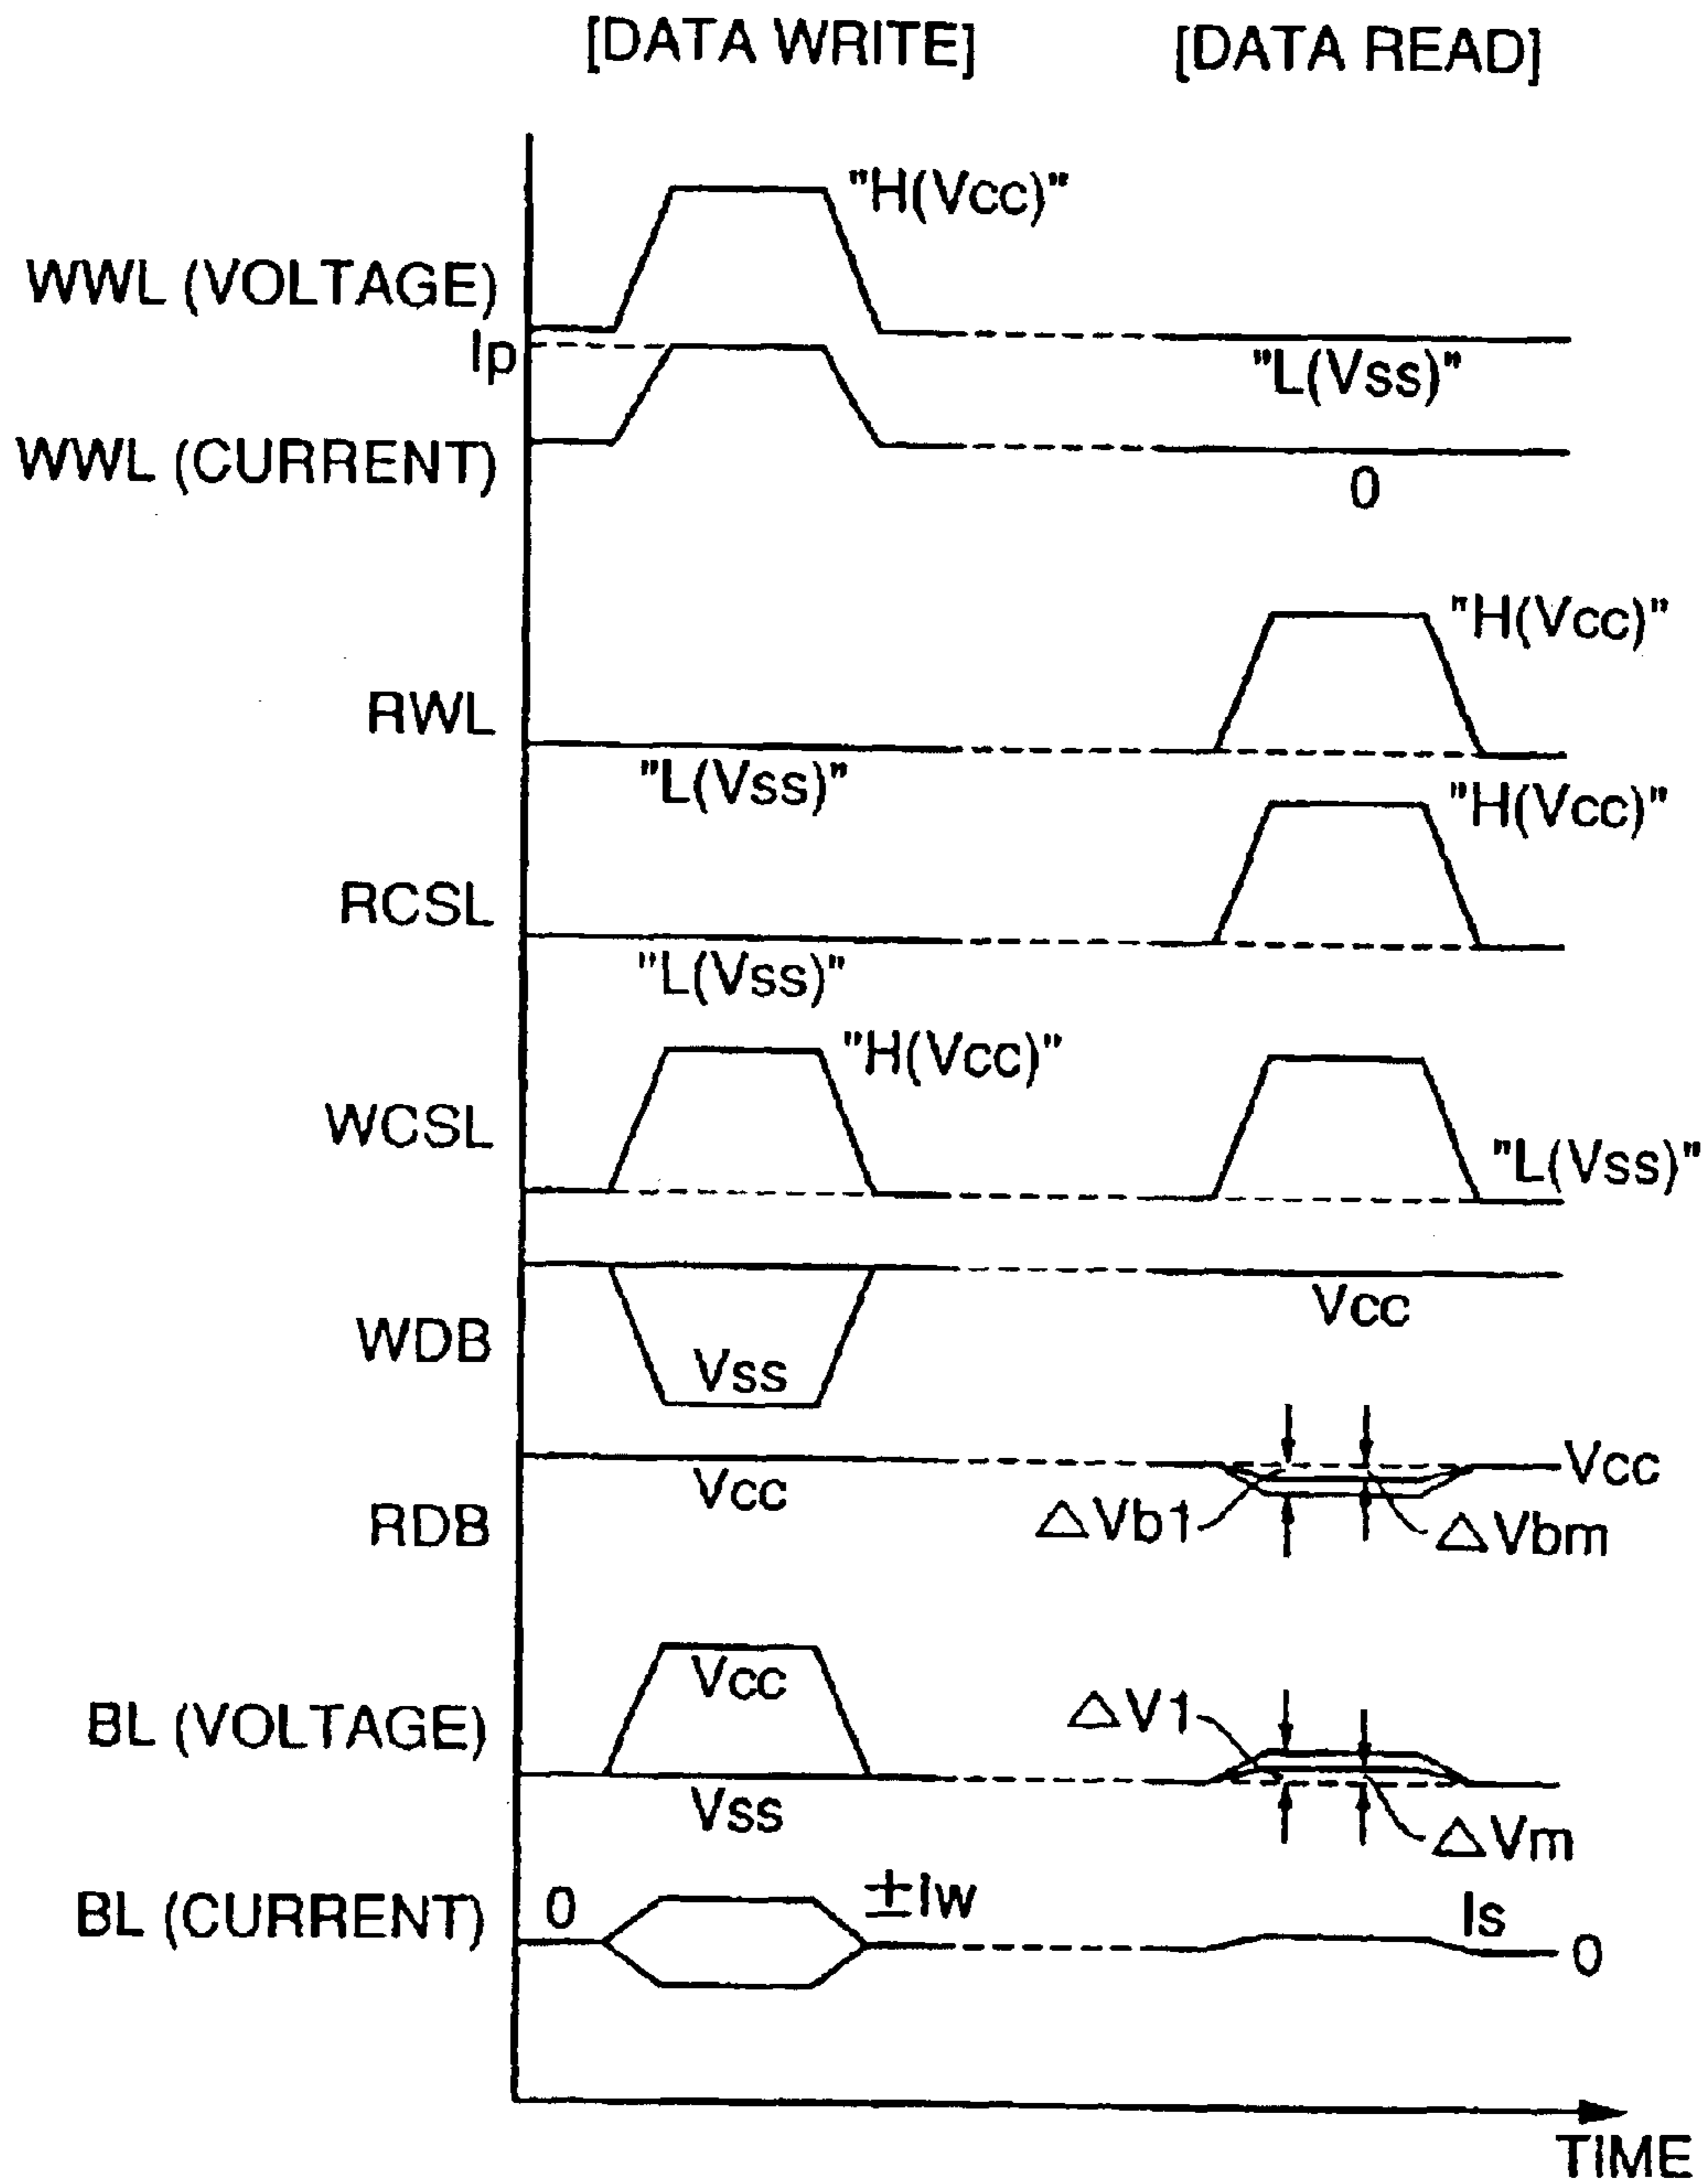 [DATA WRITE] [DATA READ]
"H(Vcc)"
WWL (VOLTAGE)
Ip
"L(Vss)"
WWL (CURRENT)
0
"H(Vcc)"
RWL
"L(Vss)"
"H(Vcc)"
RCSL
"L(Vss)"
"H(Vcc)"
WCSL
"L(Vss)"
Vcc
WDB
Vss
Vcc
Vcc
RDB
△Vb1
△Vbm
Vcc
△V1
BL (VOLTAGE)
Vss
△Vm
0
±Iw
Is
BL (CURRENT)
0
TIME